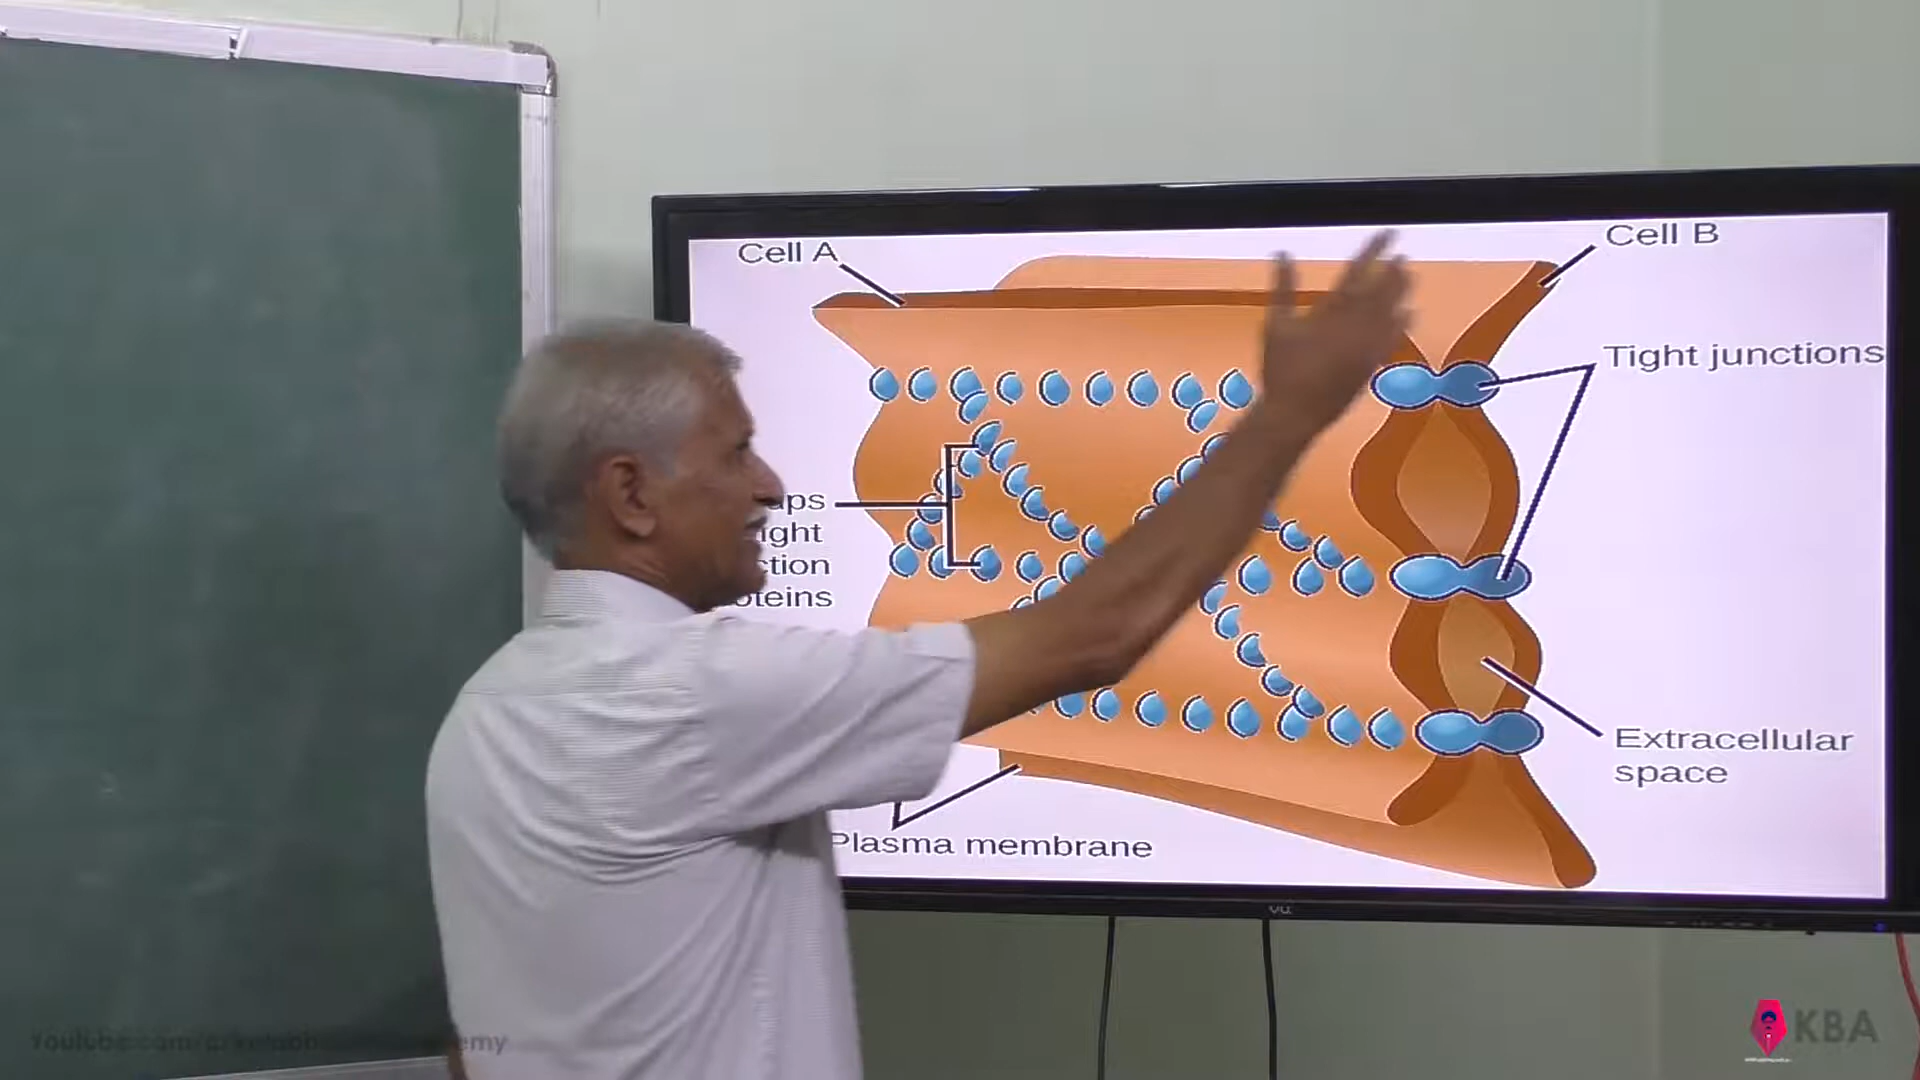 Cell A
Cell B
Tight junctions
Extracellular
space
Plasma membrane
KBA